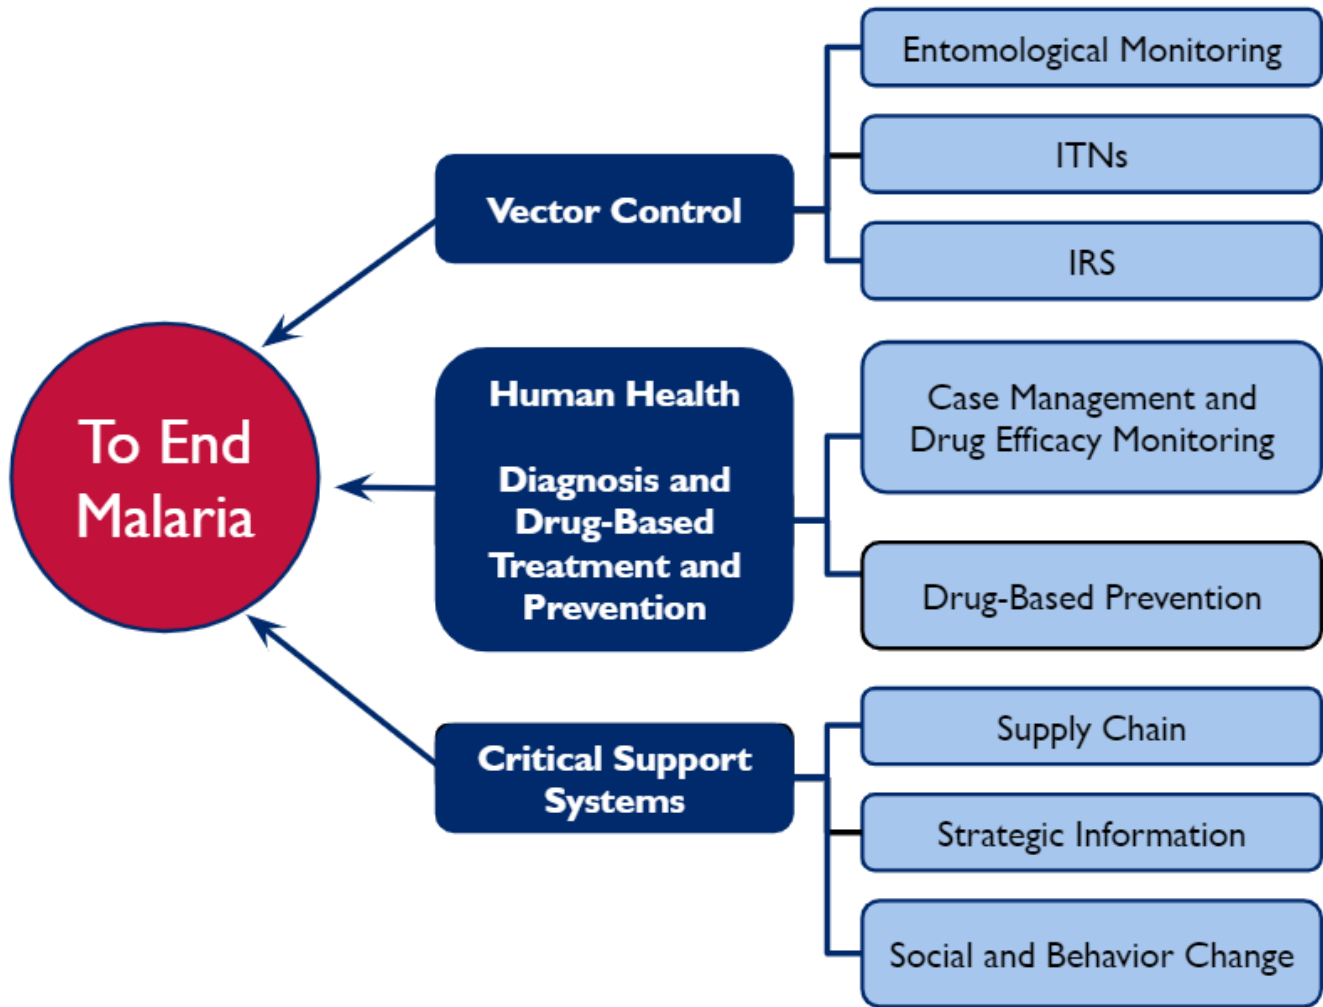 To End
Malaria
Vector Control
Entomological Monitoring
ITNs
IRS
Human Health
Diagnosis and
Drug-Based
Treatment and
Prevention
Case Management and
Drug Efficacy Monitoring
Drug-Based Prevention
Critical Support
Systems
Supply Chain
Strategic Information
Social and Behavior Change